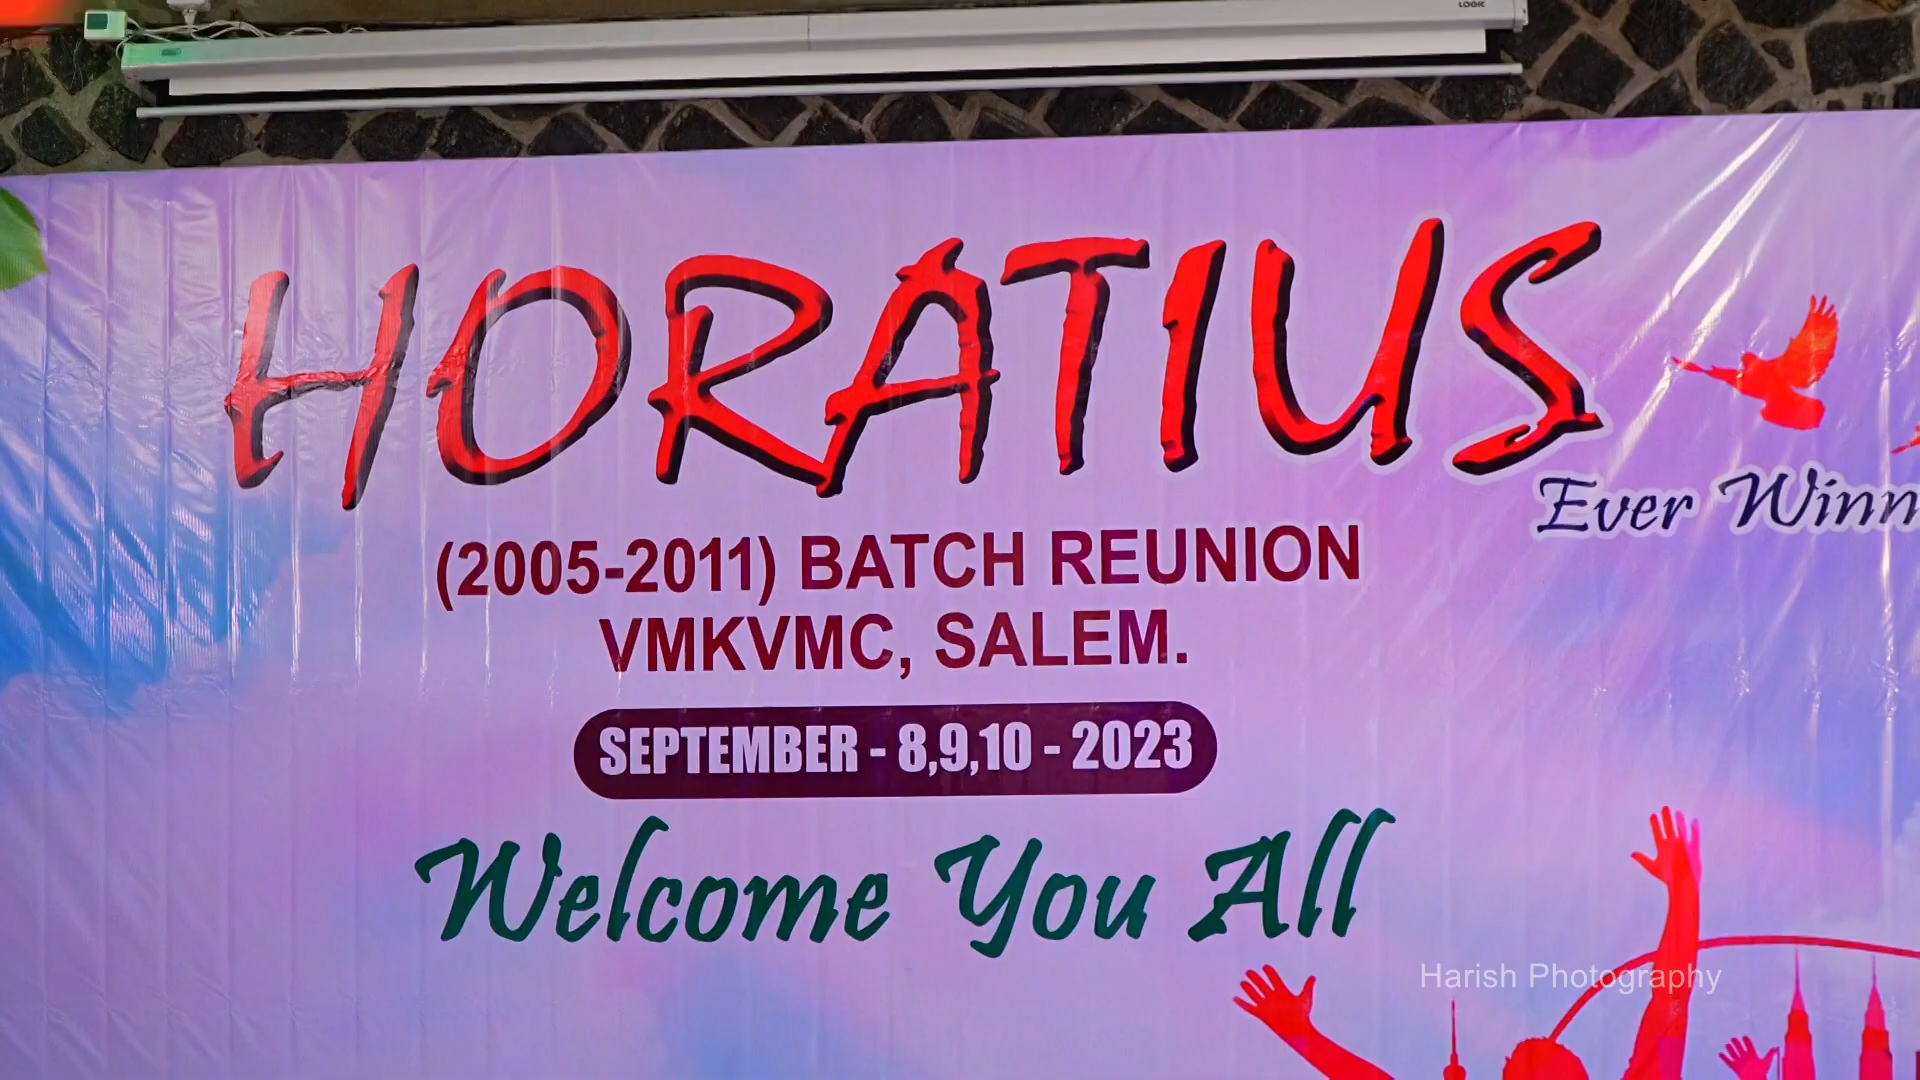 LOGIC
HORATIUS
Ever Winn
(2005-2011) BATCH REUNION
VMKVMC, SALEM.
SEPTEMBER - 8,9,10 - 2023
Welcome You All
Harish Photography